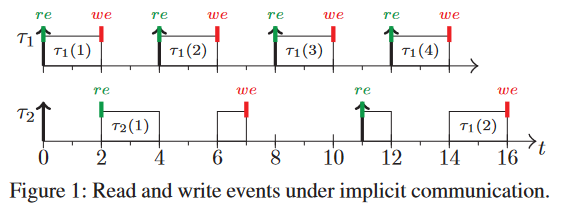 re we re we re we re we
τ1 τ1(1) τ1(2) τ1(3) τ1(4)
re we re we
τ2 τ2(1) τ1(2)
0 2 4 6 8 10 12 14 16 t
Figure 1: Read and write events under implicit communication.